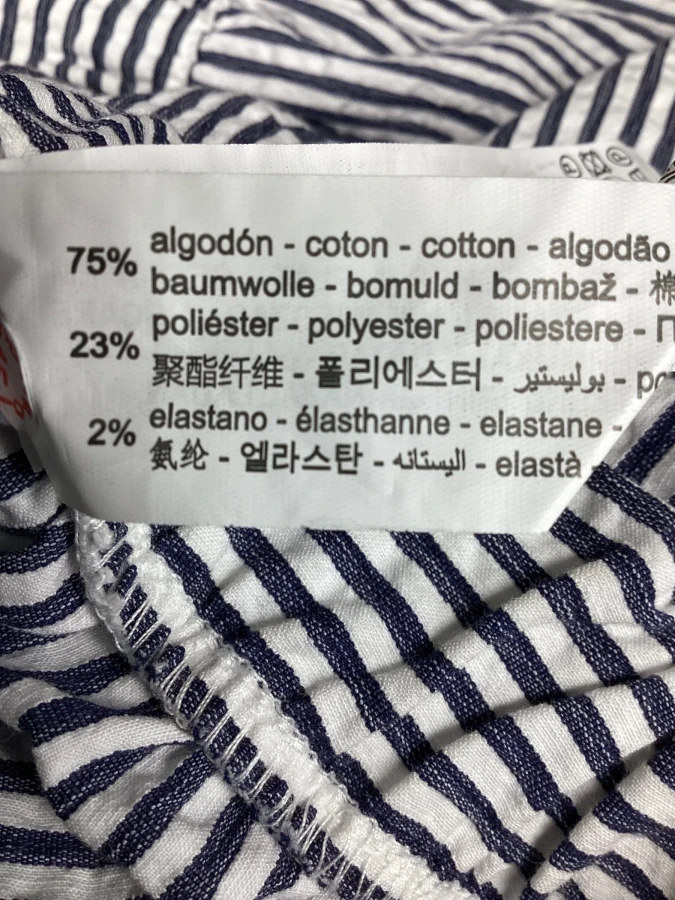 75% algodón - coton - cotton - algodão
baumwolle - bomuld - bombaž -
23% poliéster - polyester - poliestere -
聚酯纤维 - 폴리에스터 - بوليستير -
2% elastano - élasthanne - elastane -
氨纶 - 엘라스탄 - اليستانه - elastà